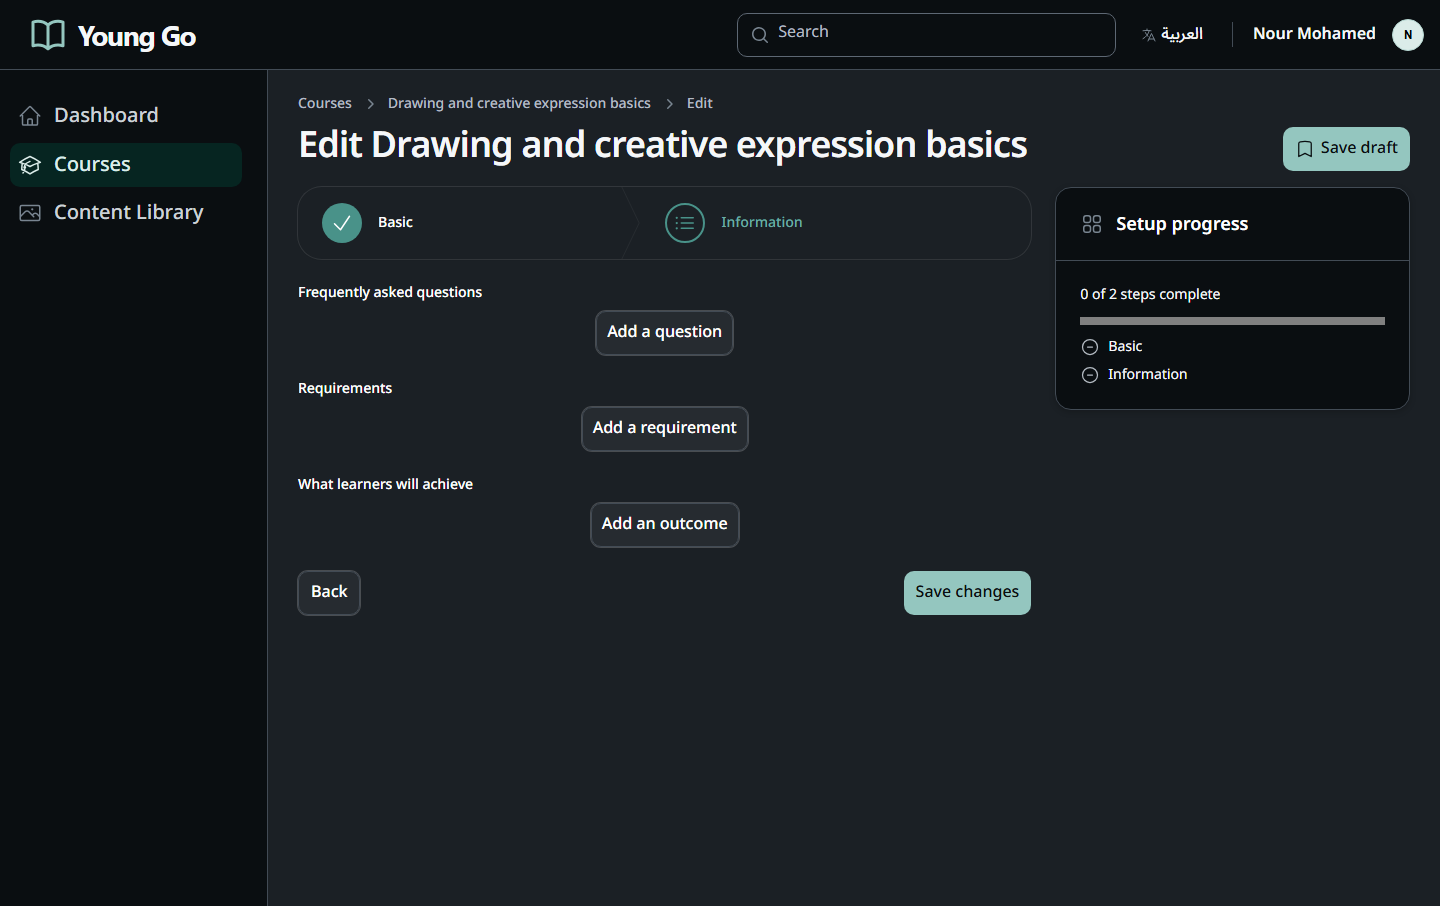 Young Go
Search
العربية
Nour Mohamed
N
Dashboard
Courses
Content Library
Courses
Drawing and creative expression basics
Edit
Edit Drawing and creative expression basics
Save draft
Basic
Information
Setup progress
0 of 2 steps complete
Basic
Information
Frequently asked questions
Add a question
Requirements
Add a requirement
What learners will achieve
Add an outcome
Back
Save changes